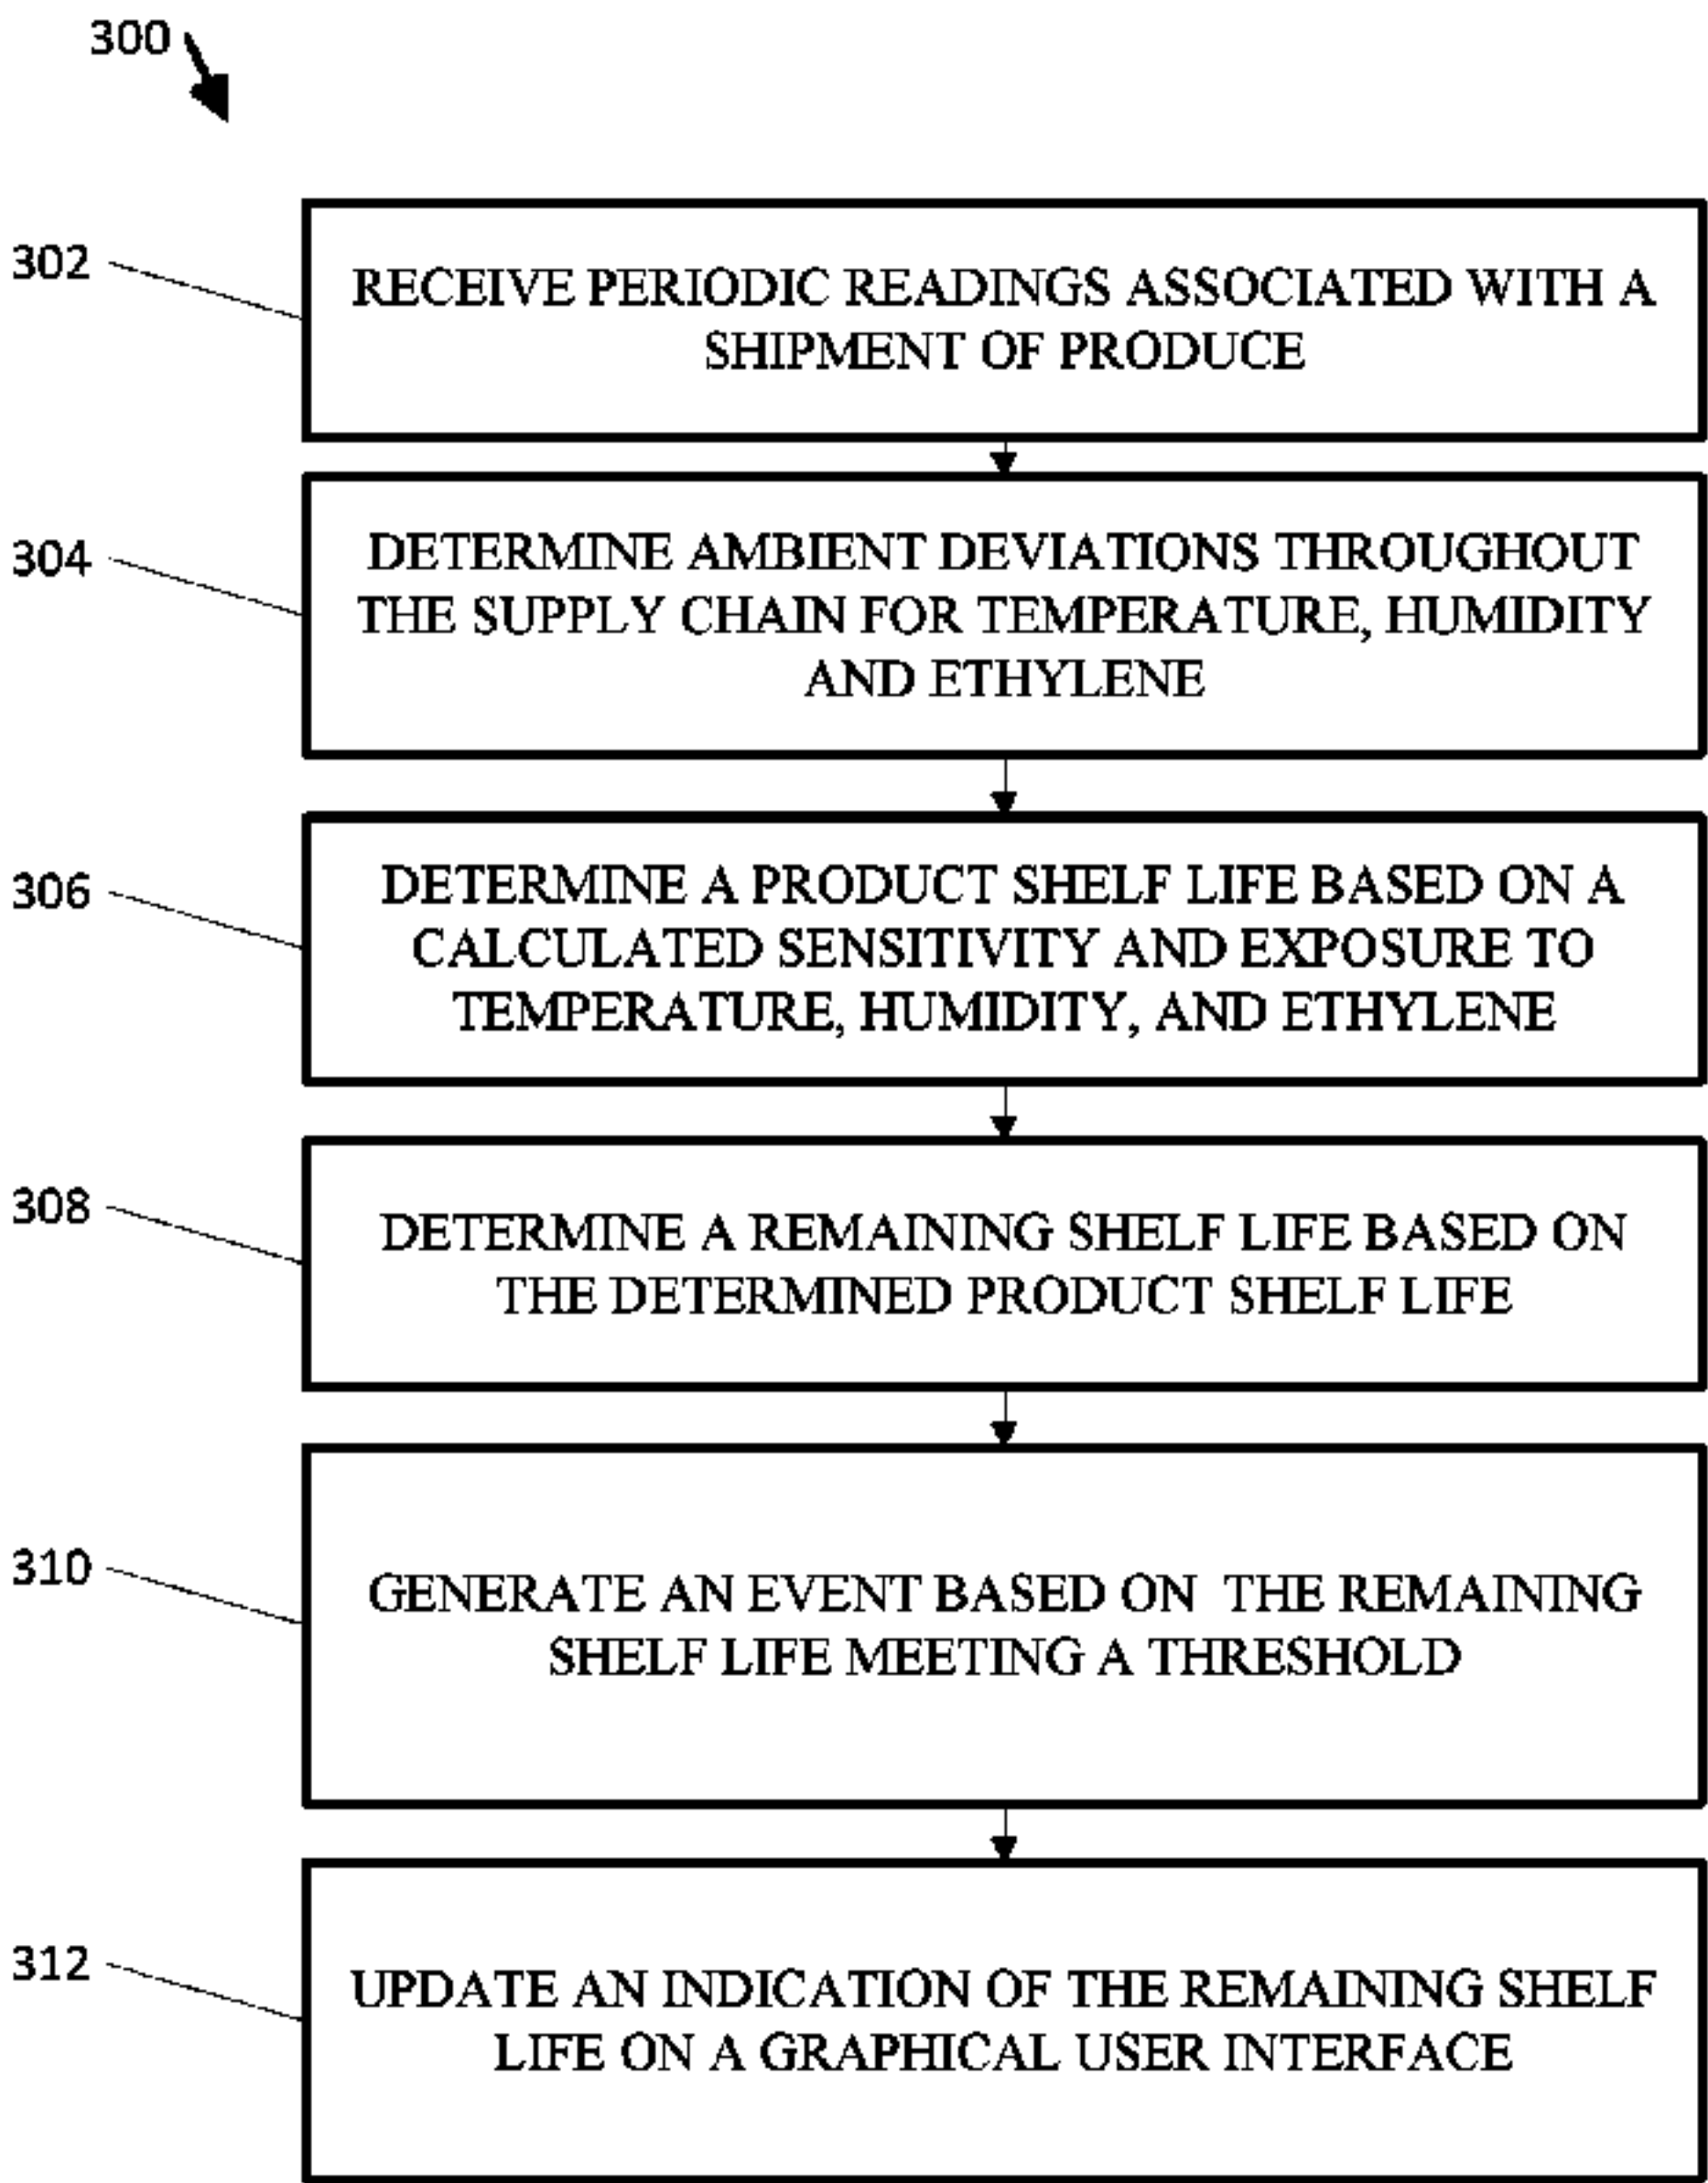 300
302
RECEIVE PERIODIC READINGS ASSOCIATED WITH A
SHIPMENT OF PRODUCE
304
DETERMINE AMBIENT DEVIATIONS THROUGHOUT
THE SUPPLY CHAIN FOR TEMPERATURE, HUMIDITY
AND ETHYLENE
306
DETERMINE A PRODUCT SHELF LIFE BASED ON A
CALCULATED SENSITIVITY AND EXPOSURE TO
TEMPERATURE, HUMIDITY, AND ETHYLENE
308
DETERMINE A REMAINING SHELF LIFE BASED ON
THE DETERMINED PRODUCT SHELF LIFE
310
GENERATE AN EVENT BASED ON THE REMAINING
SHELF LIFE MEETING A THRESHOLD
312
UPDATE AN INDICATION OF THE REMAINING SHELF
LIFE ON A GRAPHICAL USER INTERFACE